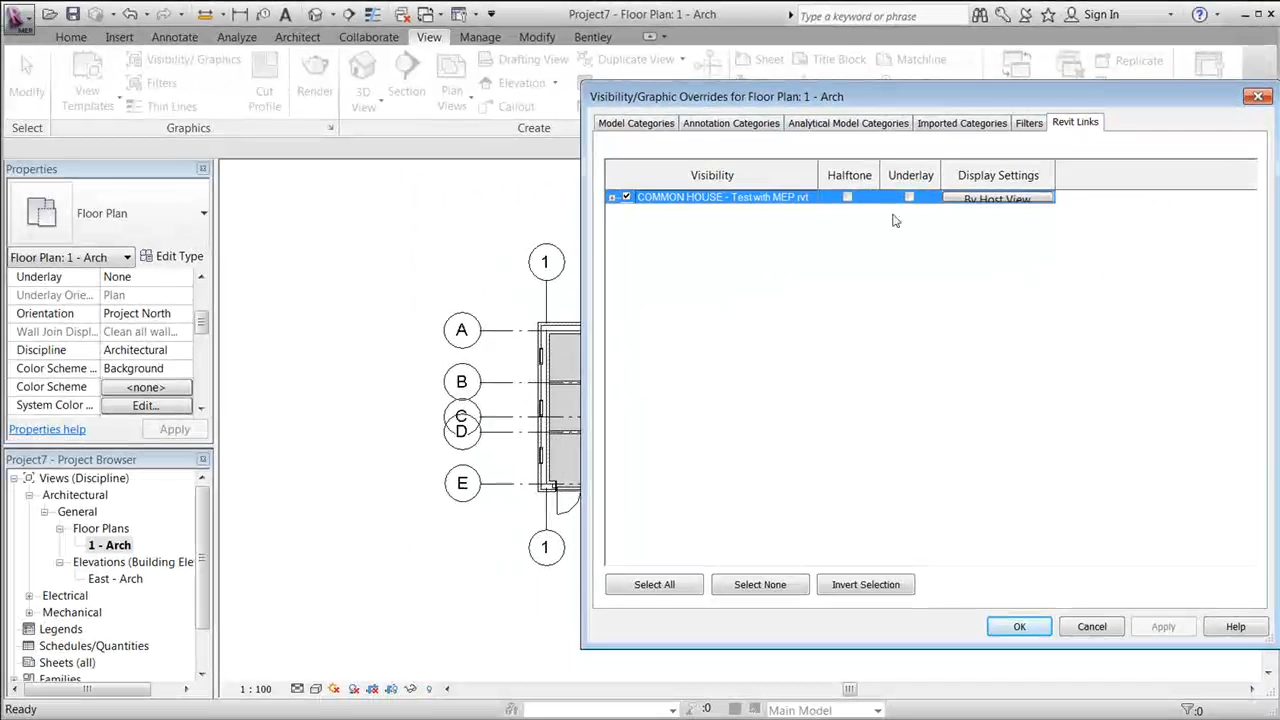 Project7 - Floor Plan: 1 - Arch
Type a keyword or phrase
Sign In
MEP
Home Insert Annotate Analyze Architect Collaborate View Manage Modify Bentley
Modify
View Templates
Visibility/ Graphics
Filters
Thin Lines
Cut Profile
Render
3D View
Section
Plan Views
Drafting View
Elevation
Callout
Duplicate View
Sheet
Title Block
Matchline
Replicate
Select
Graphics
Create
Properties
Floor Plan
Floor Plan: 1 - Arch
Edit Type
Underlay None
Underlay Orie... Plan
Orientation Project North
Wall Join Displ... Clean all wall...
Discipline Architectural
Color Scheme ... Background
Color Scheme <none>
System Color ... Edit...
Properties help
Apply
Project7 - Project Browser
Views (Discipline)
Architectural
General
Floor Plans
1 - Arch
Elevations (Building Ele
East - Arch
Electrical
Mechanical
Legends
Schedules/Quantities
Sheets (all)
Families
1
A
B
C
D
E
1
Visibility/Graphic Overrides for Floor Plan: 1 - Arch
Model Categories Annotation Categories Analytical Model Categories Imported Categories Filters Revit Links
Visibility Halftone Underlay Display Settings
COMMON HOUSE - Test with MEP.rvt By Host View
Select All Select None Invert Selection
OK Cancel Apply Help
1 : 100
Ready
:0
Main Model
:0